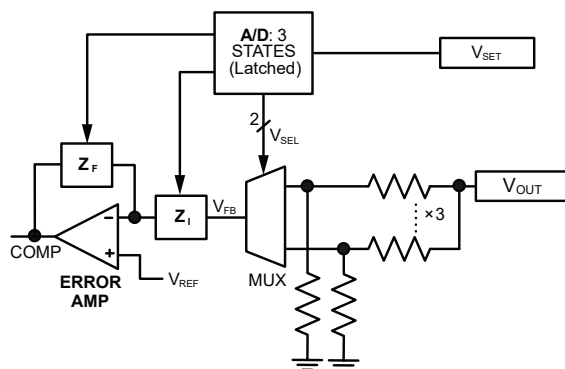 A/D: 3
STATES
(Latched)
VSET
2
VSEL
ZF
ZI
VFB
VOUT
×3
COMP
MUX
ERROR
AMP
VREF
-
+